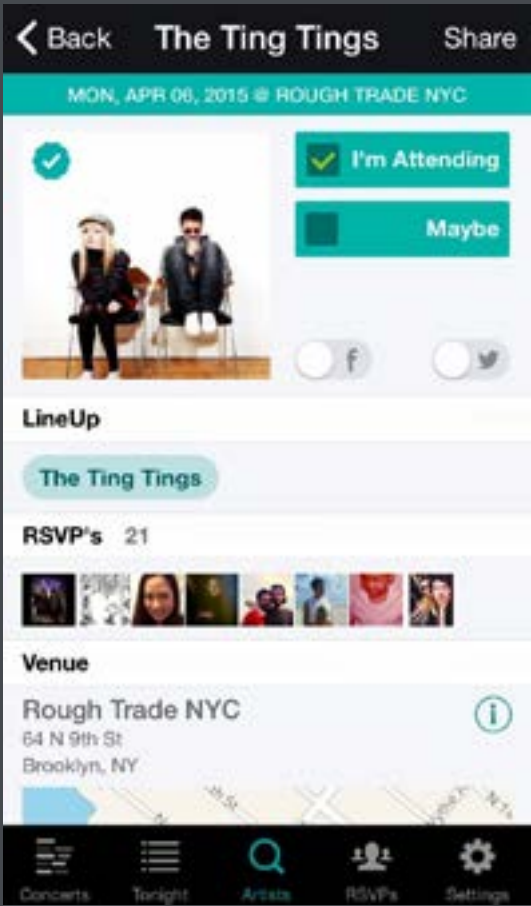 Back The Ting Tings Share
MON, APR 06, 2015 @ ROUGH TRADE NYC
I'm Attending
Maybe
LineUp
The Ting Tings
RSVP's 21
Venue
Rough Trade NYC
64 N 9th St
Brooklyn, NY
Concerts Tonight Artists RSVPs Settings